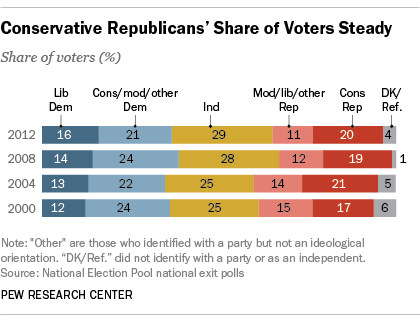 Conservative Republicans’ Share of Voters Steady
Share of voters (%)
Lib Dem
Cons/mod/other Dem
Ind
Mod/lib/other Rep
Cons Rep
DK/ Ref.
2012 16 21 29 11 20 4
2008 14 24 28 12 19 1
2004 13 22 25 14 21 5
2000 12 24 25 15 17 6
Note: "Other" are those who identified with a party but not an ideological
orientation. “DK/Ref.” did not identify with a party or as an independent.
Source: National Election Pool national exit polls
PEW RESEARCH CENTER